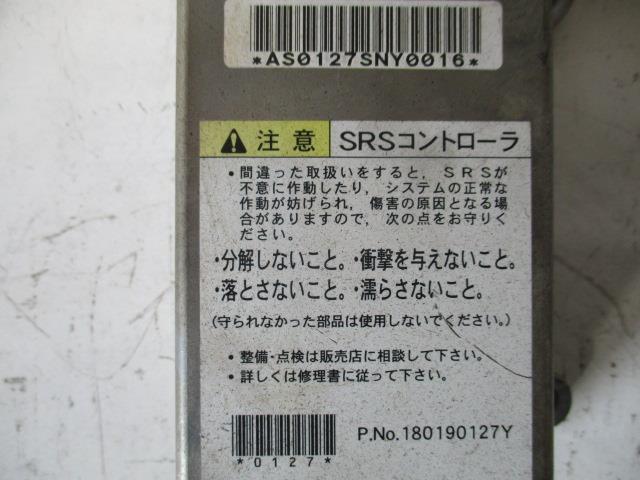 *AS0127SNY0016*
注意 SRSコントローラ
・間違った取扱いをすると，SRSが
不意に作動したり，システムの正常な
作動が妨げられ，傷害の原因となる場
合がありますので，次の点をお守りく
ださい。
・分解しないこと。・衝撃を与えないこと。
・落とさないこと。・濡らさないこと。
（守られなかった部品は使用しないでください。）
・整備・点検は販売店に相談して下さい。
・詳しくは修理書に従って下さい。
P.No.180190127Y
*0127*